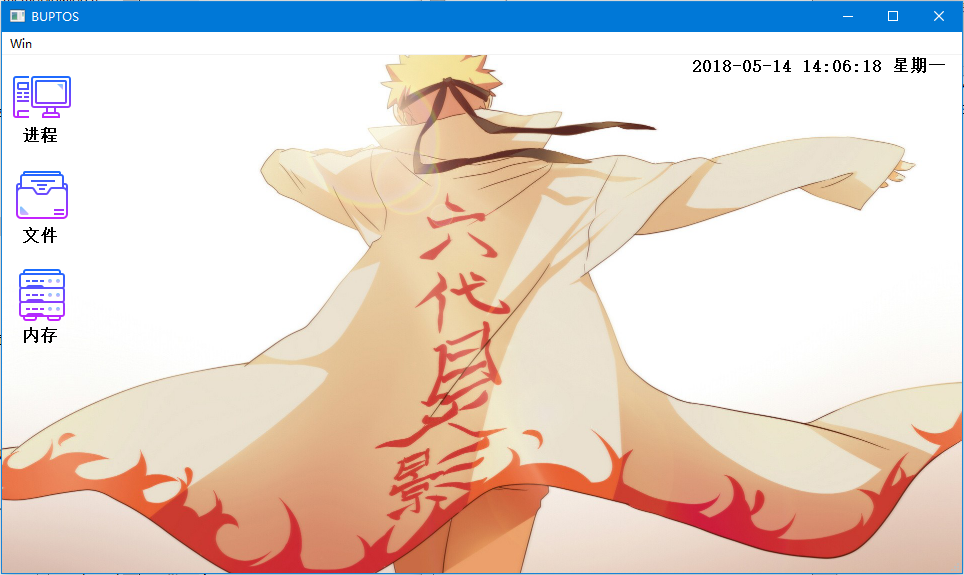 BUPTOS
Win
2018-05-14 14:06:18 星期一
进程
文件
内存
六
代
目
火
影